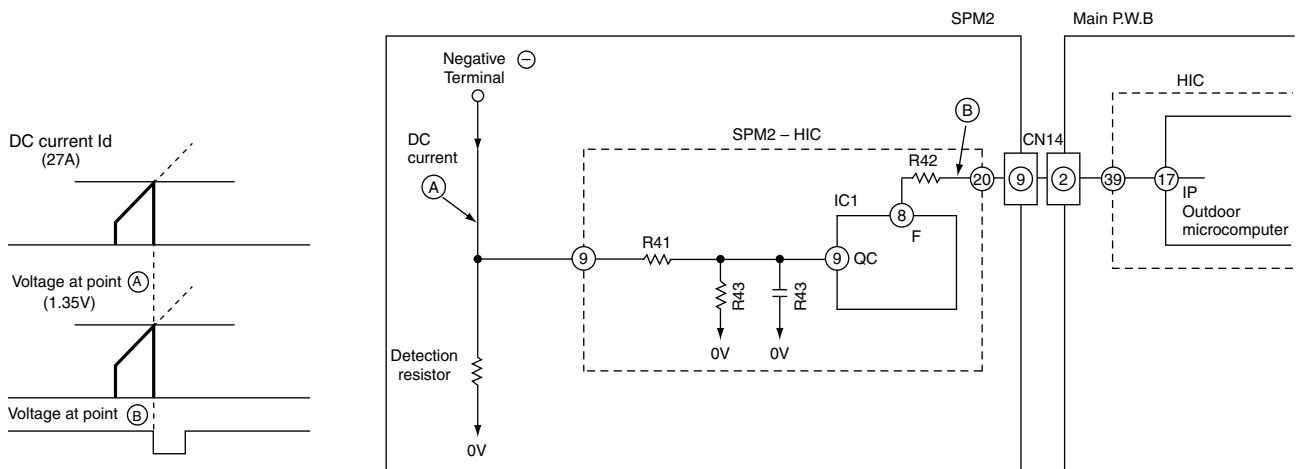 DC current Id
(27A)
Voltage at point A
(1.35V)
Voltage at point B
SPM2
Main P.W.B
Negative −
Terminal
DC
current
A
SPM2 – HIC
B
CN14
HIC
R42
20
9
2
39
17
IP
Outdoor
microcomputer
IC1
8
F
9
R41
9
QC
R43
R43
0V
0V
Detection
resistor
0V